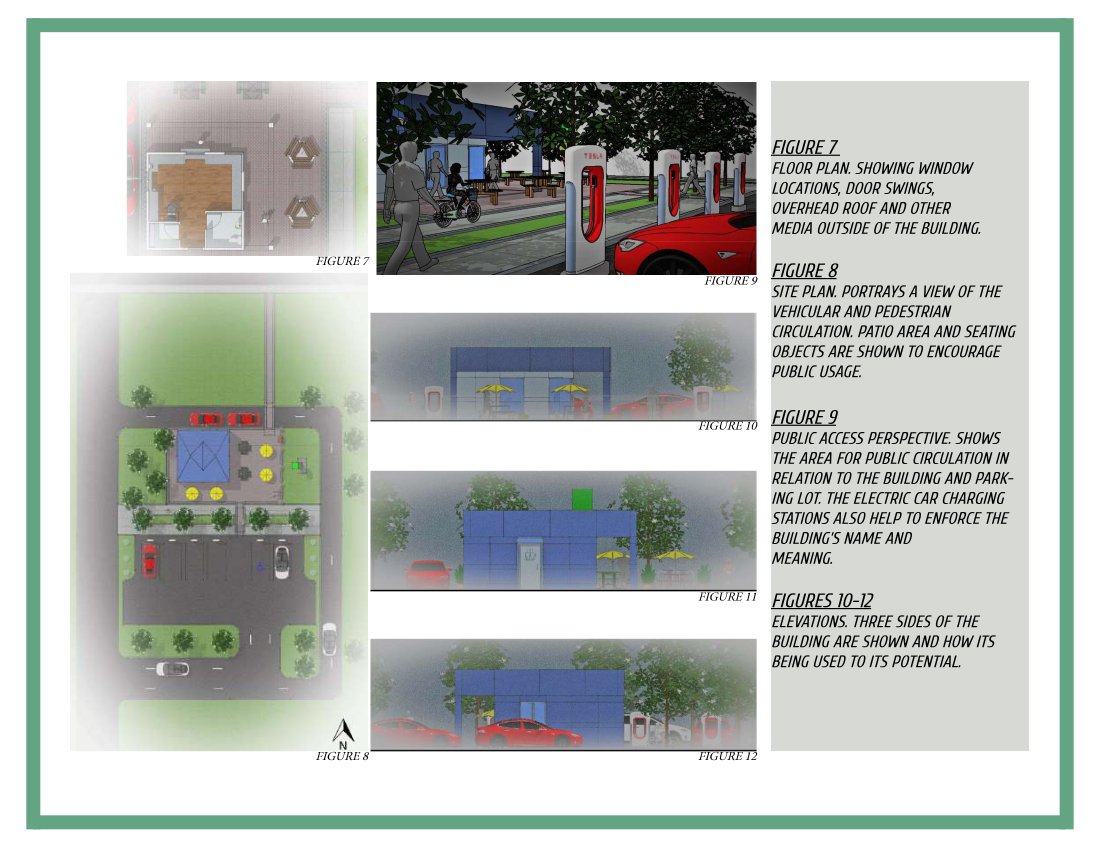 TESLA
FIGURE 7
FIGURE 9
FIGURE 10
FIGURE 11
N
FIGURE 8
FIGURE 12
FIGURE 7
FLOOR PLAN. SHOWING WINDOW
LOCATIONS, DOOR SWINGS,
OVERHEAD ROOF AND OTHER
MEDIA OUTSIDE OF THE BUILDING.
FIGURE 8
SITE PLAN. PORTRAYS A VIEW OF THE
VEHICULAR AND PEDESTRIAN
CIRCULATION. PATIO AREA AND SEATING
OBJECTS ARE SHOWN TO ENCOURAGE
PUBLIC USAGE.
FIGURE 9
PUBLIC ACCESS PERSPECTIVE. SHOWS
THE AREA FOR PUBLIC CIRCULATION IN
RELATION TO THE BUILDING AND PARK-
ING LOT. THE ELECTRIC CAR CHARGING
STATIONS ALSO HELP TO ENFORCE THE
BUILDING'S NAME AND
MEANING.
FIGURES 10-12
ELEVATIONS. THREE SIDES OF THE
BUILDING ARE SHOWN AND HOW ITS
BEING USED TO ITS POTENTIAL.